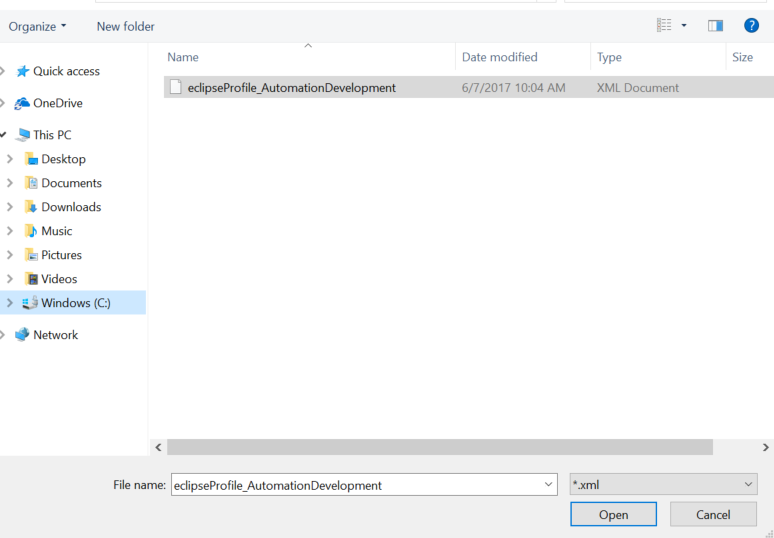 Organize New folder
Name Date modified Type Size
eclipseProfile_AutomationDevelopment 6/7/2017 10:04 AM XML Document
Quick access
OneDrive
This PC
Desktop
Documents
Downloads
Music
Pictures
Videos
Windows (C:)
Network
File name: eclipseProfile_AutomationDevelopment *.xml
Open Cancel